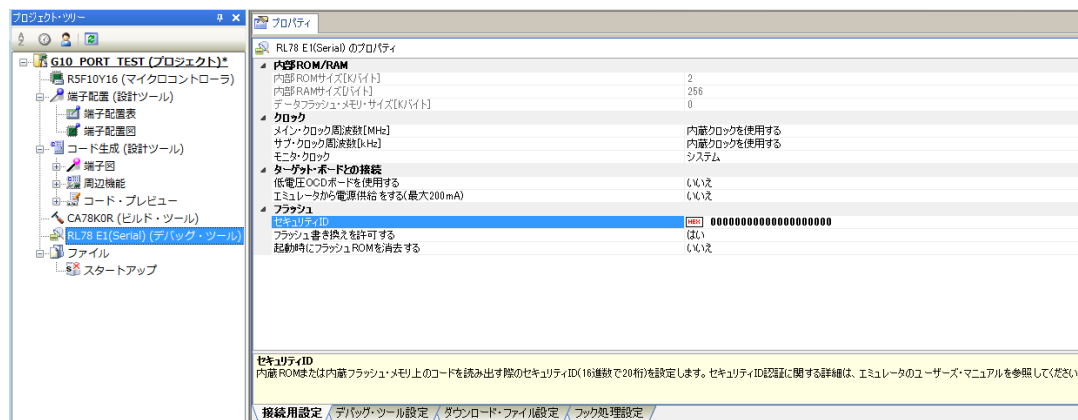 プロジェクト・ツリー
G10_PORT_TEST (プロジェクト)*
R5F10Y16 (マイクロコントローラ)
端子配置 (設計ツール)
端子配置表
端子配置図
コード生成 (設計ツール)
端子図
周辺機能
コード・プレビュー
CA78K0R (ビルド・ツール)
RL78 E1(Serial) (デバッグ・ツール)
ファイル
スタートアップ
プロパティ
RL78 E1(Serial) のプロパティ
内部ROM/RAM
内部ROMサイズ[Kバイト] 2
内部RAMサイズ[バイト] 256
データフラッシュ・メモリ・サイズ[Kバイト] 0
クロック
メイン・クロック周波数[MHz] 内蔵クロックを使用する
サブ・クロック周波数[kHz] 内蔵クロックを使用する
モニタ・クロック システム
ターゲット・ボードとの接続
低電圧OCDボードを使用する いいえ
エミュレータから電源供給をする(最大200mA) いいえ
フラッシュ
セキュリティID HEX 00000000000000000000
フラッシュ書き換えを許可する はい
起動時にフラッシュROMを消去する いいえ
セキュリティID
内蔵ROMまたは内蔵フラッシュ・メモリ上のコードを読み出す際のセキュリティID(16進数で20桁)を設定します。セキュリティID認証に関する詳細は、エミュレータのユーザーズ・マニュアルを参照してください
接続用設定 デバッグ・ツール設定 ダウンロード・ファイル設定 フック処理設定